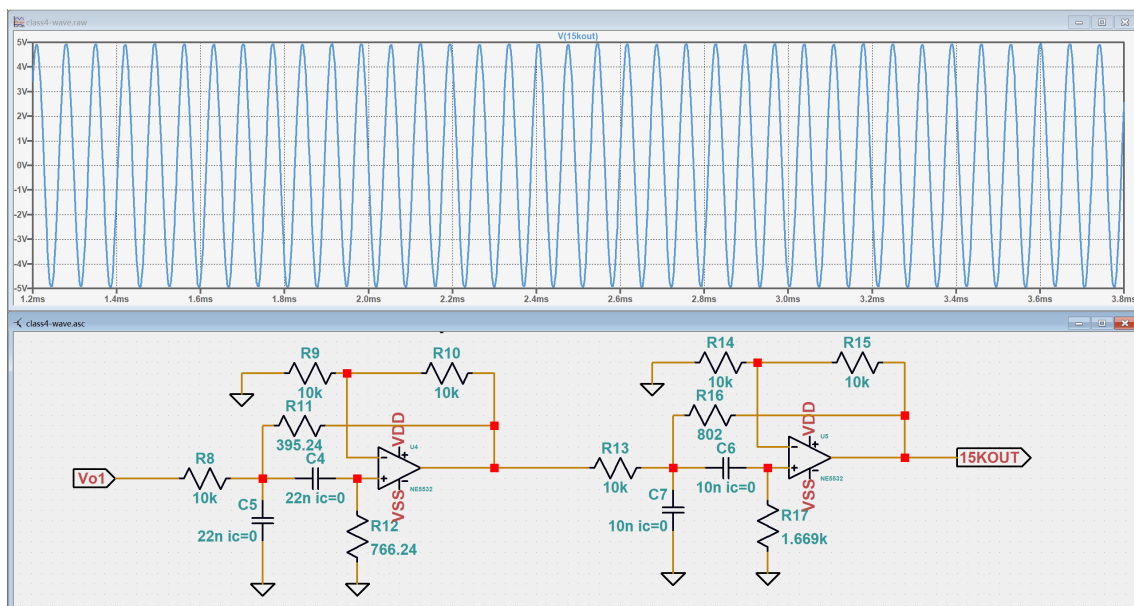 class4-wave.raw
V(15kout)
5V
4V
3V
2V
1V
0V
-1V
-2V
-3V
-4V
-5V
1.2ms 1.4ms 1.6ms 1.8ms 2.0ms 2.2ms 2.4ms 2.6ms 2.8ms 3.0ms 3.2ms 3.4ms 3.6ms 3.8ms
class4-wave.asc
R9
10k
R10
10k
R11
395.24
VDD
U4
C4
22n ic=0
Vo1
R8
10k
NE5532
VSS
C5
22n ic=0
R12
766.24
R14
10k
R15
10k
R16
802
VDD
U5
C6
10n ic=0
R13
10k
NE5532
VSS
15KOUT
C7
10n ic=0
R17
1.669k